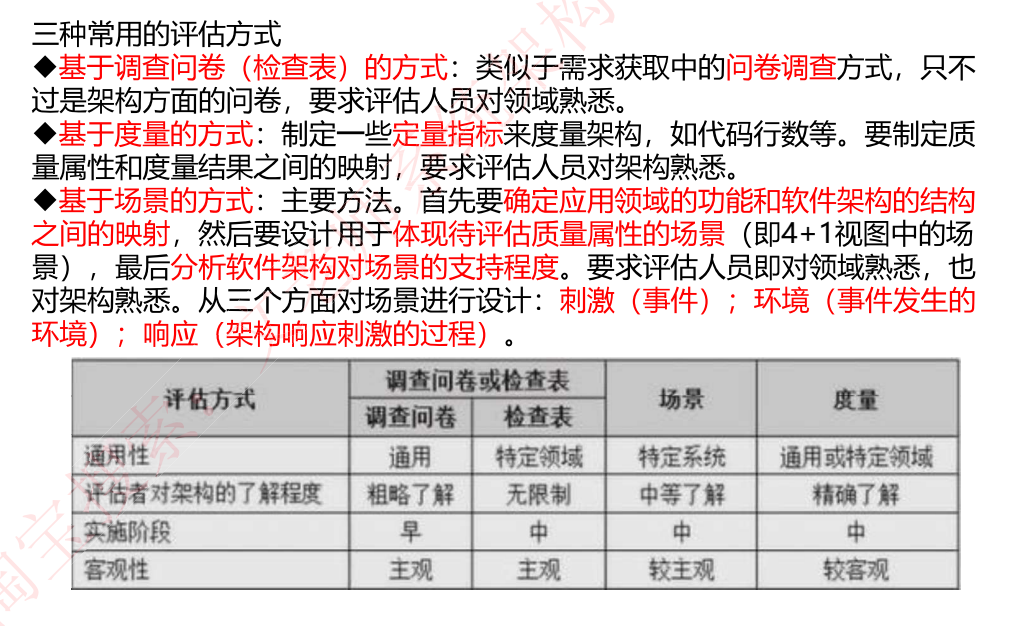 三种常用的评估方式
◆基于调查问卷（检查表）的方式：类似于需求获取中的问卷调查方式，只不
过是架构方面的问卷，要求评估人员对领域熟悉。
◆基于度量的方式：制定一些定量指标来度量架构，如代码行数等。要制定质
量属性和度量结果之间的映射，要求评估人员对架构熟悉。
◆基于场景的方式：主要方法。首先要确定应用领域的功能和软件架构的结构
之间的映射，然后要设计用于体现待评估质量属性的场景（即4+1视图中的场
景），最后分析软件架构对场景的支持程度。要求评估人员即对领域熟悉，也
对架构熟悉。从三个方面对场景进行设计：刺激（事件）；环境（事件发生的
环境）；响应（架构响应刺激的过程）。
评估方式 调查问卷或检查表 场景 度量
调查问卷 检查表
通用性 通用 特定领域 特定系统 通用或特定领域
评估者对架构的了解程度 粗略了解 无限制 中等了解 精确了解
实施阶段 早 中 中 中
客观性 主观 主观 较主观 较客观